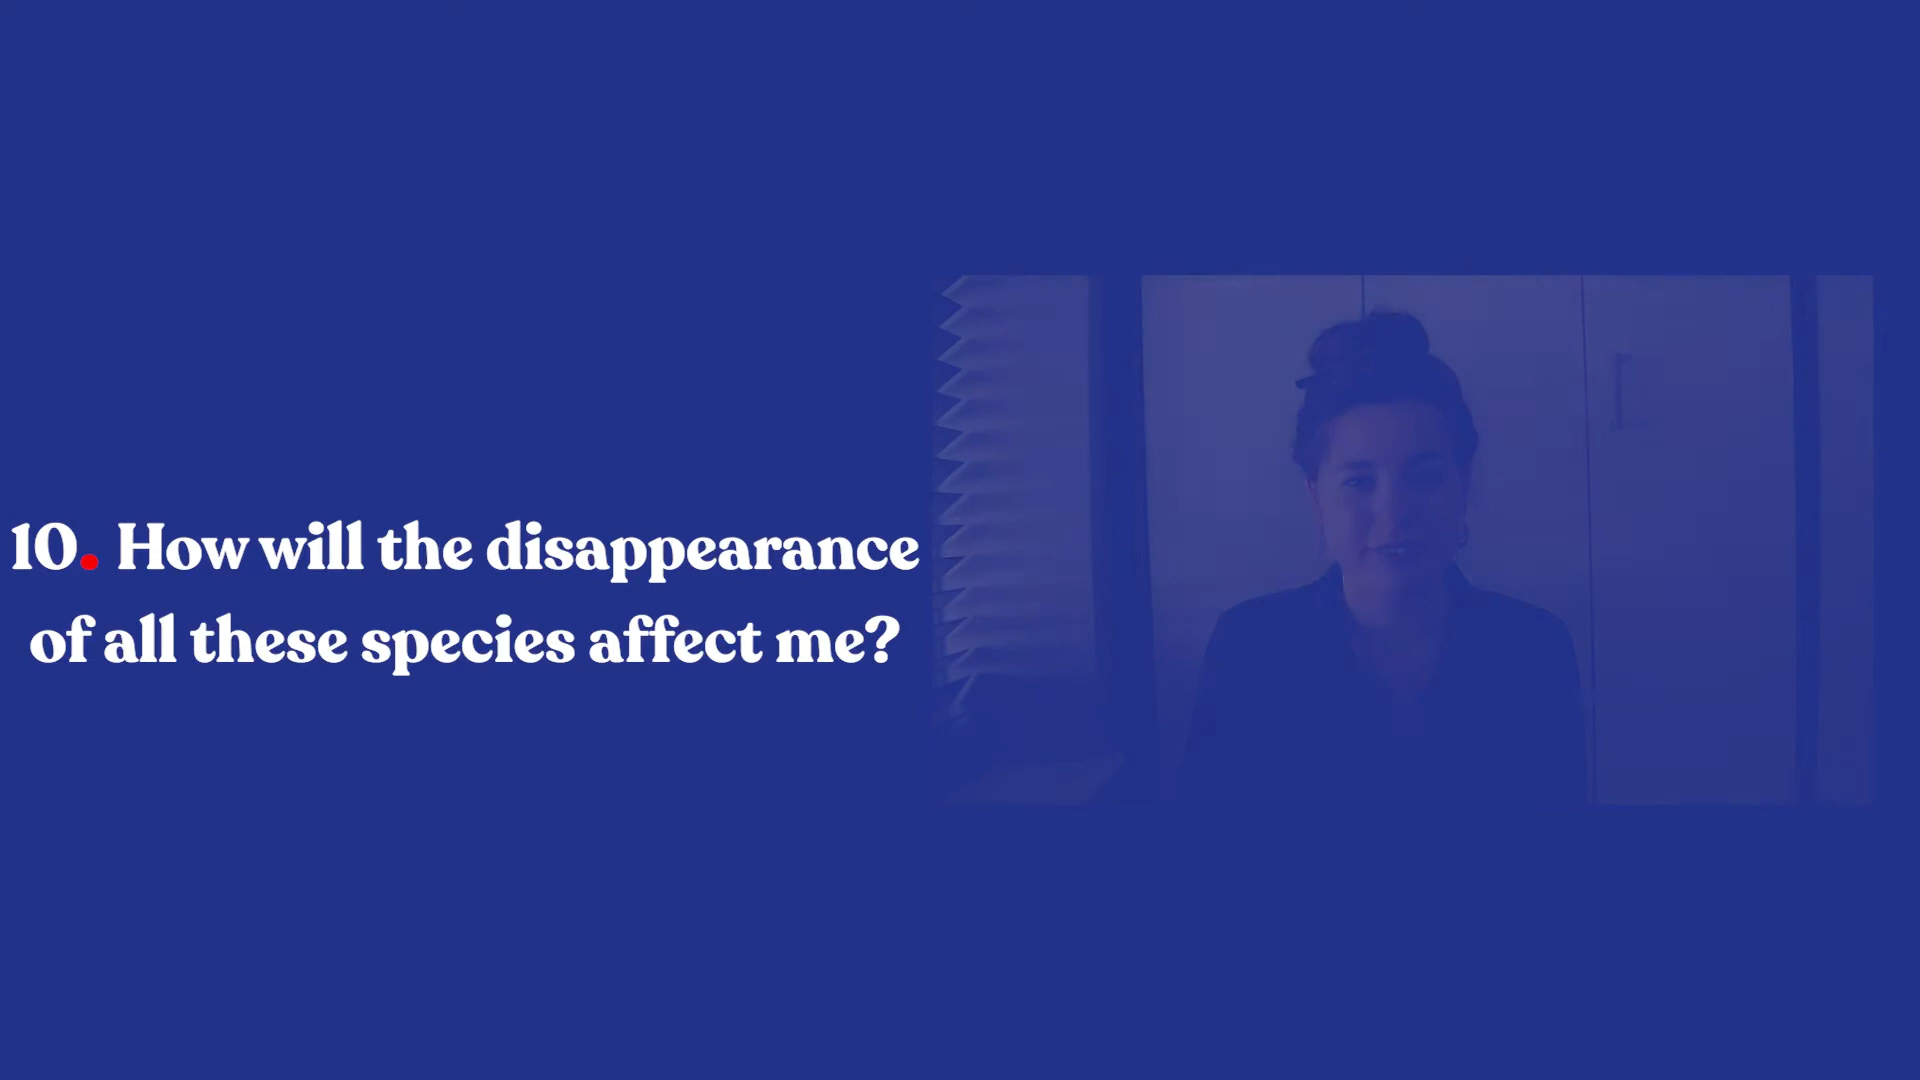 10. How will the disappearance
of all these species affect me?